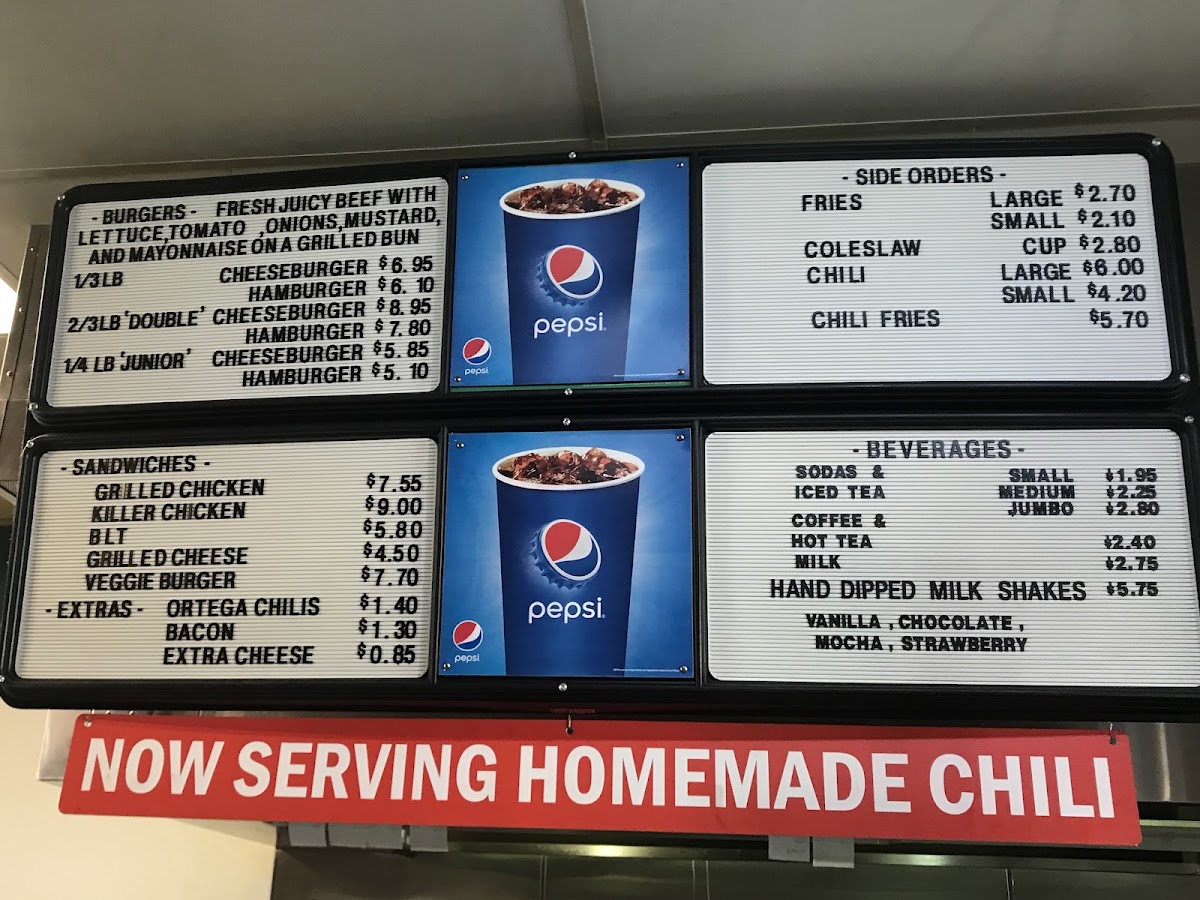 - BURGERS - FRESH JUICY BEEF WITH
LETTUCE,TOMATO ,ONIONS,MUSTARD,
AND MAYONNAISE ON A GRILLED BUN
1/3LB CHEESEBURGER $6.95
HAMBURGER $6.10
2/3LB 'DOUBLE' CHEESEBURGER $8.95
HAMBURGER $7.80
1/4 LB 'JUNIOR' CHEESEBURGER $5.85
HAMBURGER $5.10
pepsi
pepsi
- SIDE ORDERS -
FRIES LARGE $2.70
SMALL $2.10
COLESLAW CUP $2.80
CHILI LARGE $6.00
SMALL $4.20
CHILI FRIES $5.70
- SANDWICHES -
GRILLED CHICKEN $7.55
KILLER CHICKEN $9.00
BLT $5.80
GRILLED CHEESE $4.50
VEGGIE BURGER $7.70
- EXTRAS - ORTEGA CHILIS $1.40
BACON $1.30
EXTRA CHEESE $0.85
pepsi
pepsi
- BEVERAGES -
SODAS & SMALL $1.95
ICED TEA MEDIUM $2.25
JUMBO $2.80
COFFEE &
HOT TEA $2.40
MILK $2.75
HAND DIPPED MILK SHAKES $5.75
VANILLA , CHOCOLATE ,
MOCHA , STRAWBERRY
NOW SERVING HOMEMADE CHILI